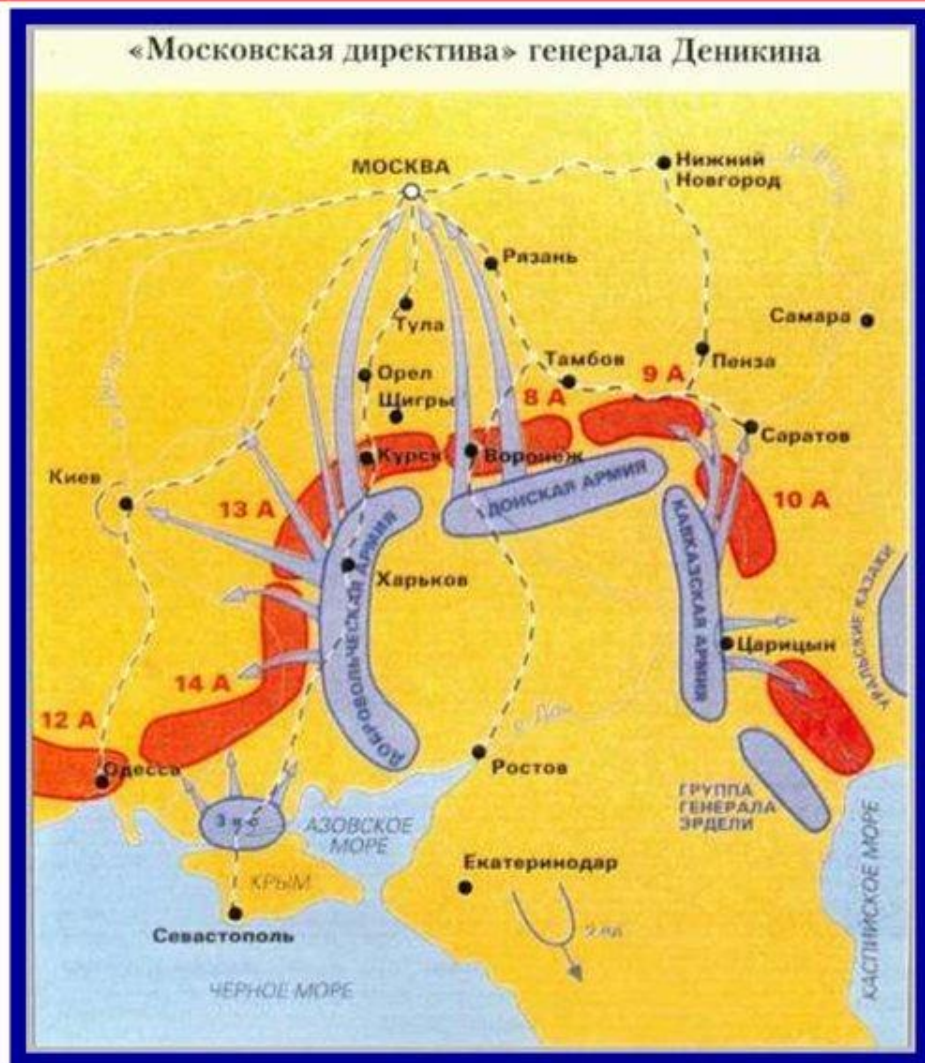 «Московская директива» генерала Деникина
МОСКВА
Нижний
Новгород
Рязань
Тула
Самара
Орел
Тамбов
Пенза
Щигры
8 А
9 А
Курск
Воронеж
Саратов
Киев
13 А
ДОНСКАЯ АРМИЯ
10 А
ДОБРОВОЛЬЧЕСКАЯ АРМИЯ
Харьков
КАВКАЗСКАЯ АРМИЯ
Царицын
УРАЛЬСКИЕ КАЗАКИ
14 А
12 А
Одесса
р. Дон
Ростов
ГРУППА
ГЕНЕРАЛА
ЭРДЕЛИ
АЗОВСКОЕ
МОРЕ
КРЫМ
Екатеринодар
Севастополь
ЧЕРНОЕ МОРЕ
КАСПИЙСКОЕ МОРЕ